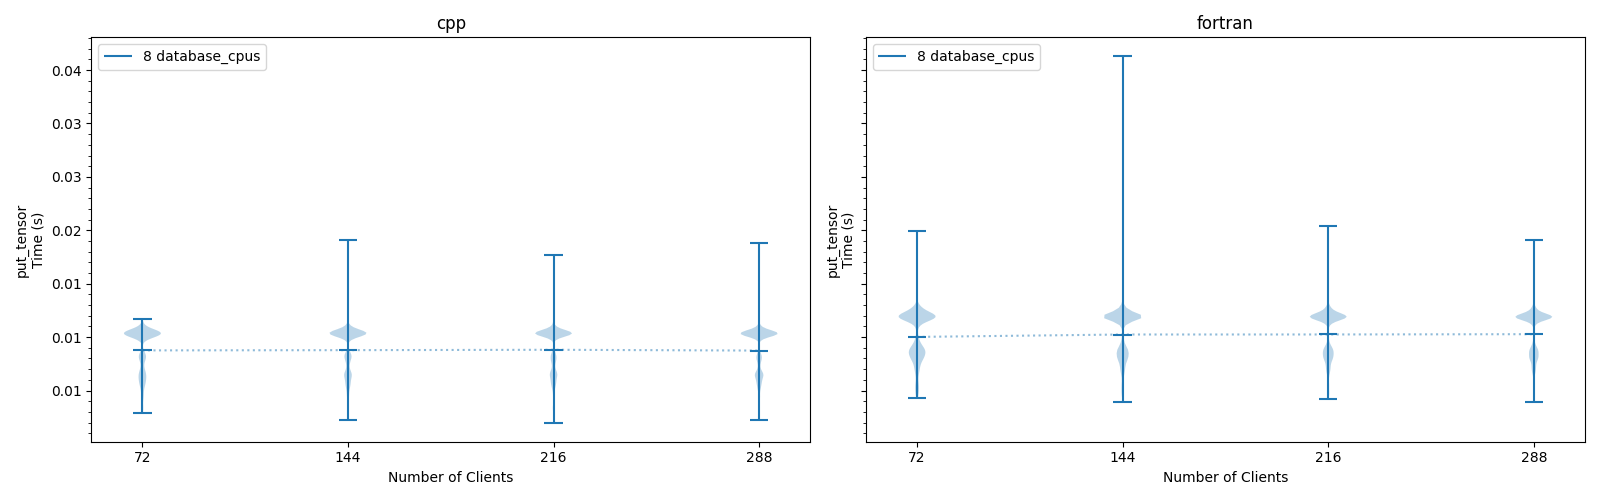 cpp
8 database_cpus
0.04
0.03
0.03
0.02
0.01
0.01
0.01
put_tensor
Time (s)
72
144
216
288
Number of Clients
fortran
8 database_cpus
put_tensor
Time (s)
72
144
216
288
Number of Clients